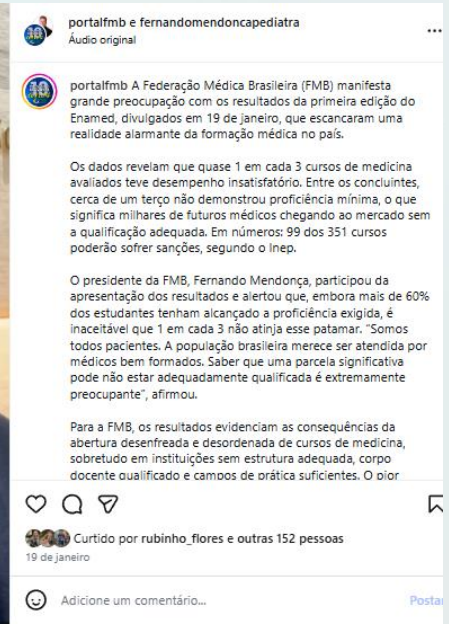 portalfmb e fernandomendoncapediatra
Áudio original
portalfmb A Federação Médica Brasileira (FMB) manifesta
grande preocupação com os resultados da primeira edição do
Enamed, divulgados em 19 de janeiro, que escancaram uma
realidade alarmante da formação médica no país.
Os dados revelam que quase 1 em cada 3 cursos de medicina
avaliados teve desempenho insatisfatório. Entre os concluintes,
cerca de um terço não demonstrou proficiência mínima, o que
significa milhares de futuros médicos chegando ao mercado sem
a qualificação adequada. Em números: 99 dos 351 cursos
poderão sofrer sanções, segundo o Inep.
O presidente da FMB, Fernando Mendonça, participou da
apresentação dos resultados e alertou que, embora mais de 60%
dos estudantes tenham alcançado a proficiência exigida, é
inaceitável que 1 em cada 3 não atinja esse patamar. “Somos
todos pacientes. A população brasileira merece ser atendida por
médicos bem formados. Saber que uma parcela significativa
pode não estar adequadamente qualificada é extremamente
preocupante”, afirmou.
Para a FMB, os resultados evidenciam as consequências da
abertura desenfreada e desordenada de cursos de medicina,
sobretudo em instituições sem estrutura adequada, corpo
docente qualificado e campos de prática suficientes. O pior
Curtido por rubinho_flores e outras 152 pessoas
19 de janeiro
Adicione um comentário...
Postar